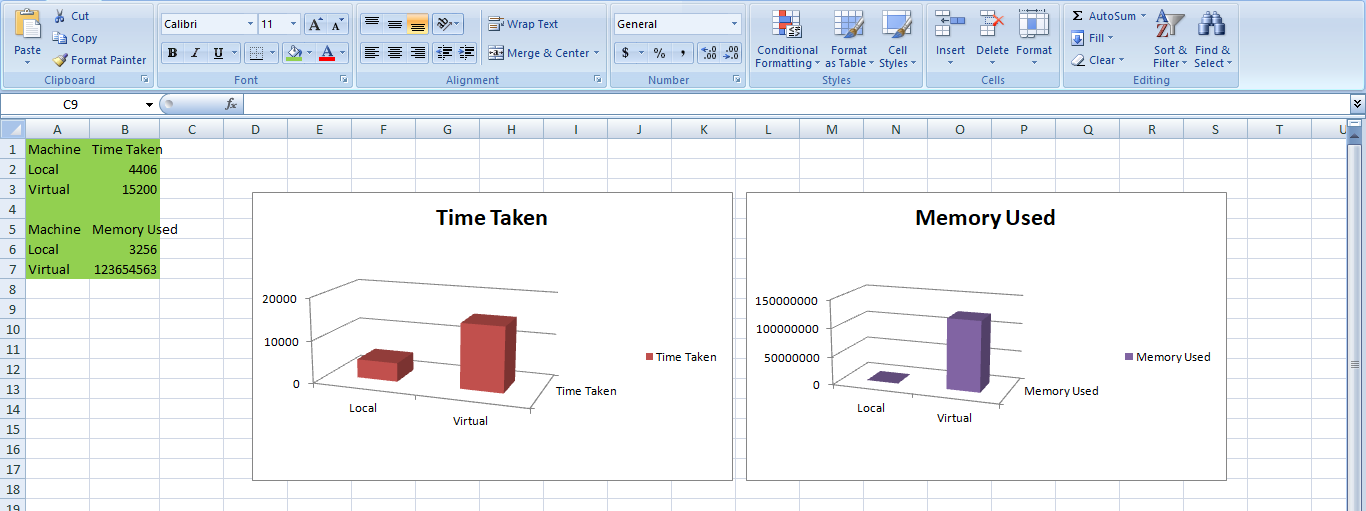 Cut
Copy
Format Painter
Paste
Clipboard
Calibri 11 A A
B I U A
Font
Wrap Text
Merge & Center
Alignment
General
$ % , .0 .00 .00 .0
Number
Conditional Formatting
Format as Table
Cell Styles
Styles
Insert Delete Format
Cells
Σ AutoSum
Fill
Clear
Sort & Filter
Find & Select
Editing
C9 fx
A B C D E F G H I J K L M N O P Q R S T U
1 Machine Time Taken
2 Local 4406
3 Virtual 15200
4
5 Machine Memory Used
6 Local 3256
7 Virtual 123654563
8
9
10
11
12
13
14
15
16
17
18
19
Time Taken
20000
10000
0
Local
Virtual
Time Taken
Time Taken
Memory Used
150000000
100000000
50000000
0
Local
Virtual
Memory Used
Memory Used